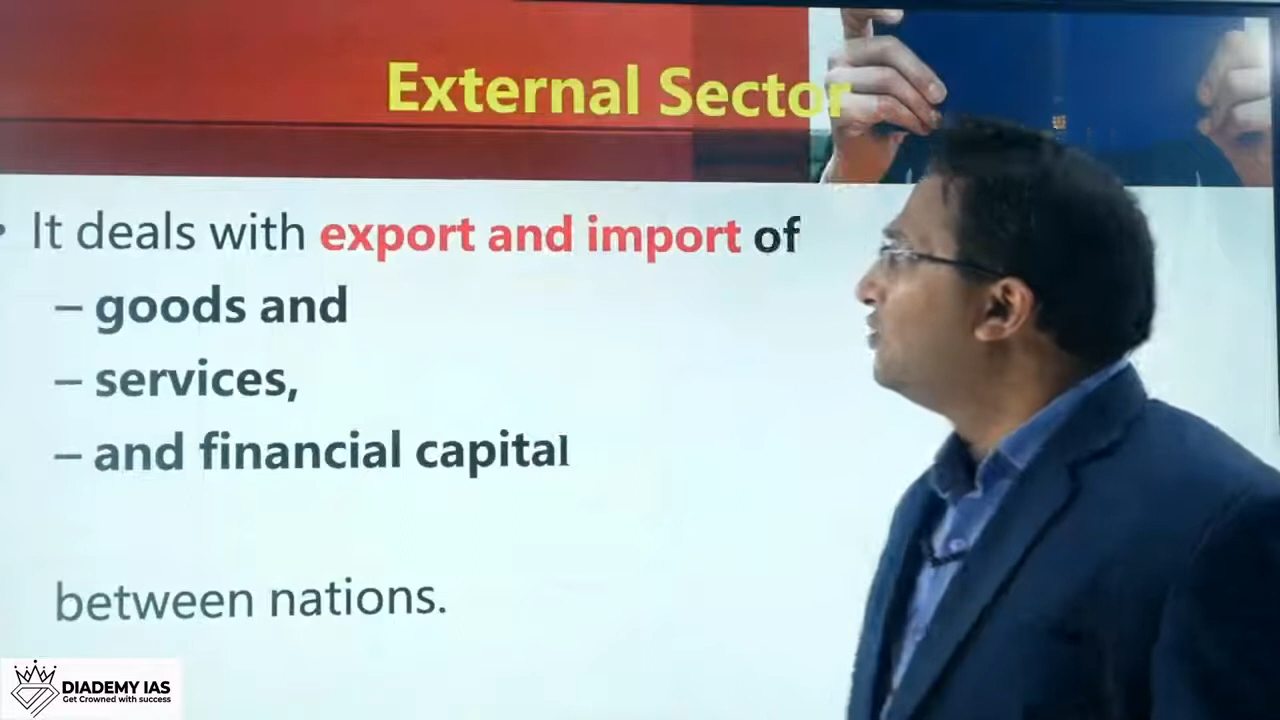 External Sector
• It deals with export and import of
– goods and
– services,
– and financial capital
between nations.
DIADEMY IAS
Get Crowned with success